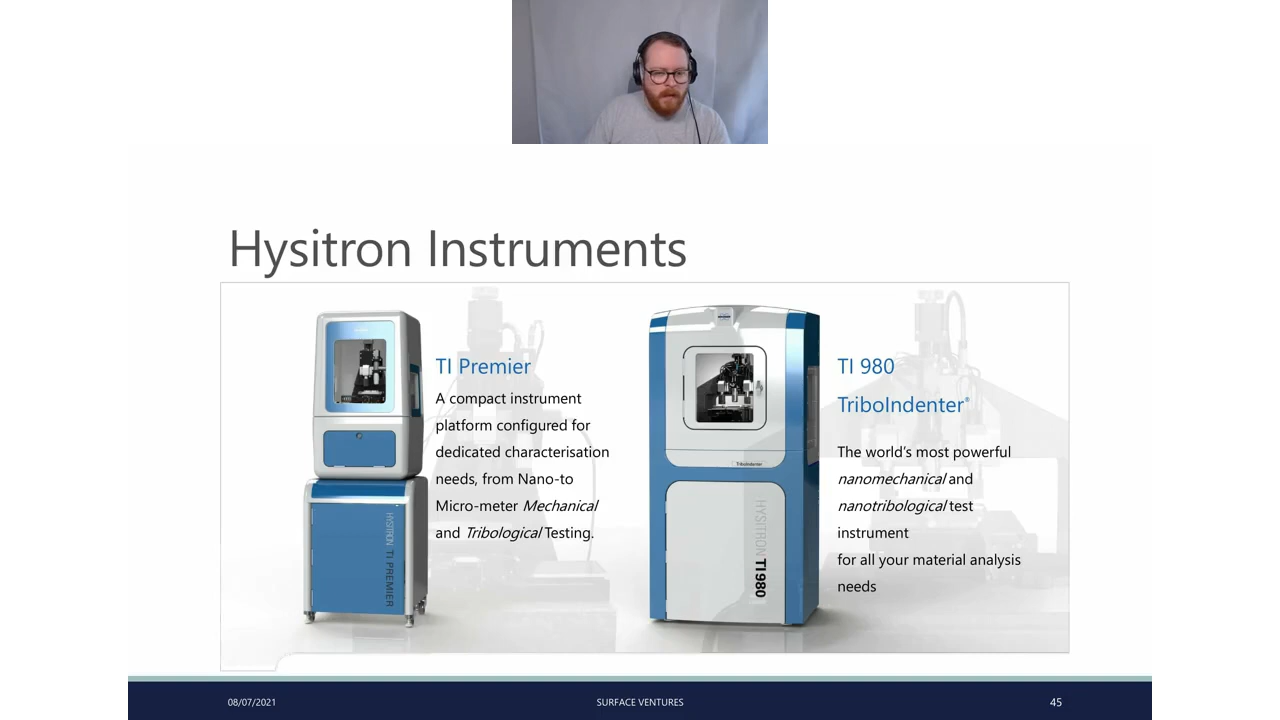 Hysitron Instruments
TI Premier
A compact instrument
platform configured for
dedicated characterisation
needs, from Nano-to
Micro-meter Mechanical
and Tribological Testing.
HYSITRON TI PREMIER
TI 980
TriboIndenter®
The world's most powerful
nanomechanical and
nanotribological test
instrument
for all your material analysis
needs
TriboIndenter
HYSITRON TI980
08/07/2021
SURFACE VENTURES
45